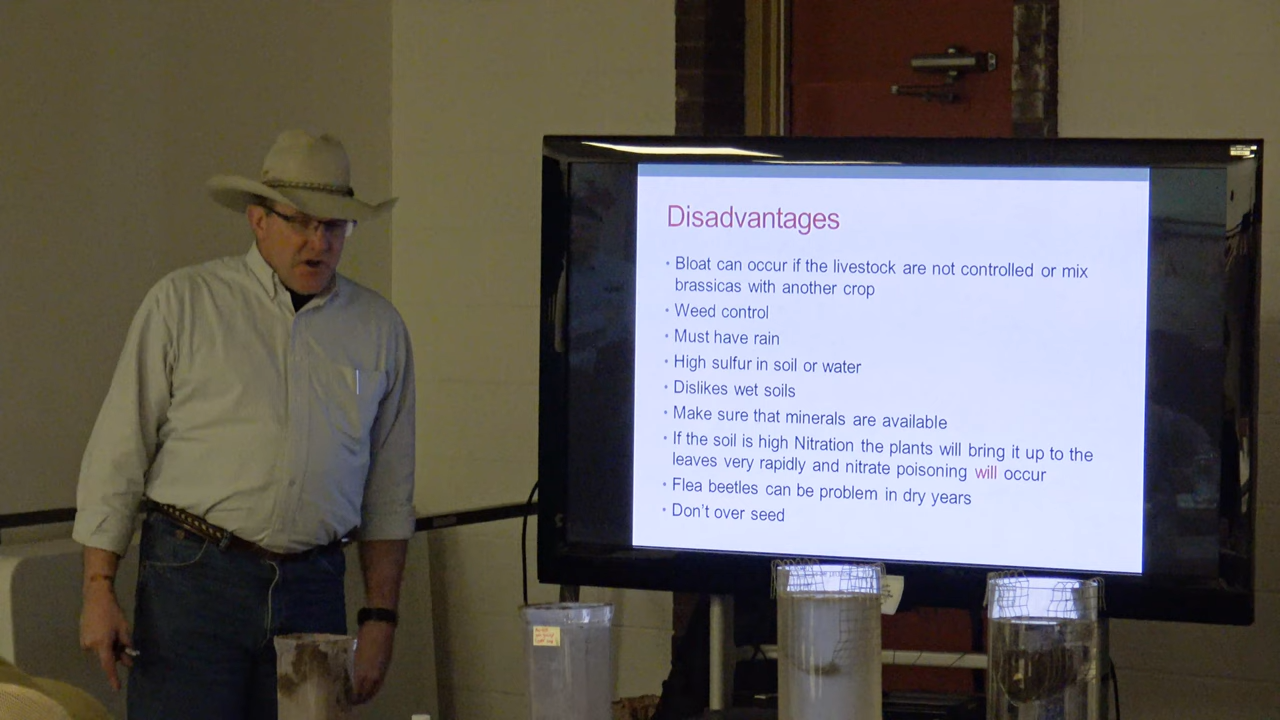 Disadvantages
• Bloat can occur if the livestock are not controlled or mix
brassicas with another crop
• Weed control
• Must have rain
• High sulfur in soil or water
• Dislikes wet soils
• Make sure that minerals are available
• If the soil is high Nitration the plants will bring it up to the
leaves very rapidly and nitrate poisoning will occur
• Flea beetles can be problem in dry years
• Don't over seed